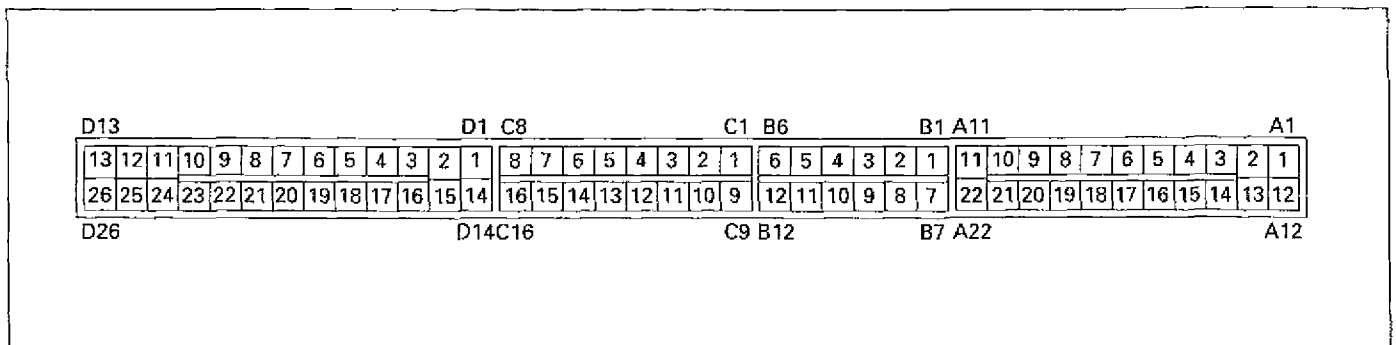 D13 D1 C8 C1 B6 B1 A11 A1
13 12 11 10 9 8 7 6 5 4 3 2 1 8 7 6 5 4 3 2 1 6 5 4 3 2 1 11 10 9 8 7 6 5 4 3 2 1
26 25 24 23 22 21 20 19 18 17 16 15 14 16 15 14 13 12 11 10 9 12 11 10 9 8 7 22 21 20 19 18 17 16 15 14 13 12
D26 D14 C16 C9 B12 B7 A22 A12